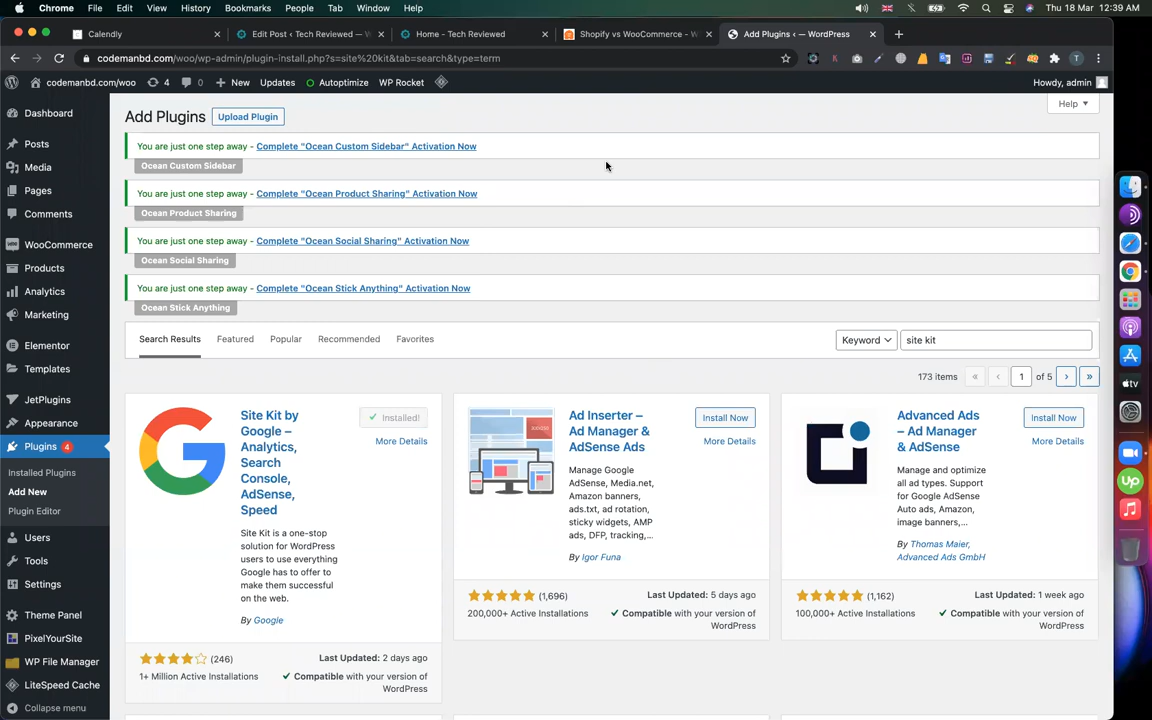 Chrome File Edit View History Bookmarks People Tab Window Help Thu 18 Mar 12:39 AM
Calendly Edit Post ‹ Tech Reviewed — W Home - Tech Reviewed Shopify vs WooCommerce - W Add Plugins ‹ — WordPress
codemanbd.com/woo/wp-admin/plugin-install.php?s=site%20kit&tab=search&type=term
codemanbd.com/woo 4 0 New Updates Autoptimize WP Rocket Howdy, admin
Help
Add Plugins Upload Plugin
You are just one step away - Complete "Ocean Custom Sidebar" Activation Now
Ocean Custom Sidebar
You are just one step away - Complete "Ocean Product Sharing" Activation Now
Ocean Product Sharing
You are just one step away - Complete "Ocean Social Sharing" Activation Now
Ocean Social Sharing
You are just one step away - Complete "Ocean Stick Anything" Activation Now
Ocean Stick Anything
Dashboard
Posts
Media
Pages
Comments
WooCommerce
Products
Analytics
Marketing
Elementor
Templates
JetPlugins
Appearance
Plugins 4
Installed Plugins
Add New
Plugin Editor
Users
Tools
Settings
Theme Panel
PixelYourSite
WP File Manager
LiteSpeed Cache
Collapse menu
Search Results Featured Popular Recommended Favorites Keyword site kit
173 items « ‹ 1 of 5 › »
Site Kit by
Google –
Analytics,
Search
Console,
AdSense,
Speed
Installed!
More Details
Site Kit is a one-stop
solution for WordPress
users to use everything
Google has to offer to
make them successful
on the web.
By Google
(246) Last Updated: 2 days ago
1+ Million Active Installations Compatible with your version of
WordPress
Ad Inserter –
Ad Manager &
AdSense Ads
Install Now
More Details
Manage Google
AdSense, Media.net,
Amazon banners,
ads.txt, ad rotation,
sticky widgets, AMP
ads, DFP, tracking,...
By Igor Funa
(1,696) Last Updated: 5 days ago
200,000+ Active Installations Compatible with your version of
WordPress
Advanced Ads
– Ad Manager
& AdSense
Install Now
More Details
Manage and optimize
all ad types. Support
for Google AdSense
Auto ads, Amazon,
image banners,...
By Thomas Maier,
Advanced Ads GmbH
(1,162) Last Updated: 1 week ago
100,000+ Active Installations Compatible with your version of
WordPress
tv
Up